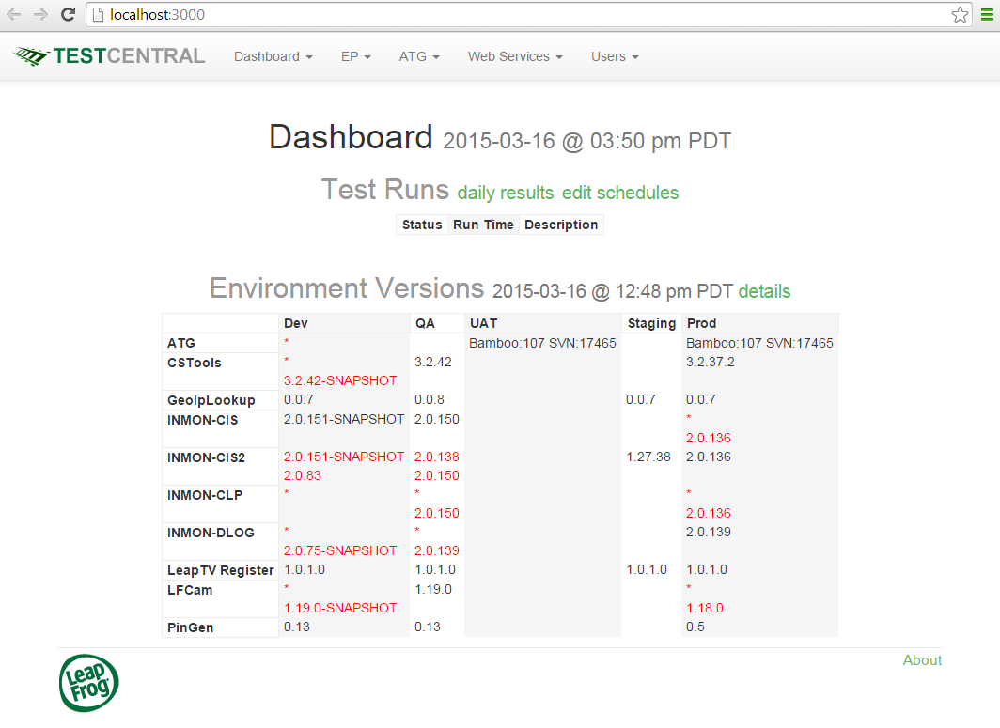 localhost:3000
TESTCENTRAL Dashboard EP ATG Web Services Users
Dashboard 2015-03-16 @ 03:50 pm PDT
Test Runs daily results edit schedules
Status Run Time Description
Environment Versions 2015-03-16 @ 12:48 pm PDT details
Dev QA UAT Staging Prod
ATG * Bamboo:107 SVN:17465 Bamboo:107 SVN:17465
CSTools * 3.2.42 3.2.37.2
3.2.42-SNAPSHOT
GeoIpLookup 0.0.7 0.0.8 0.0.7 0.0.7
INMON-CIS 2.0.151-SNAPSHOT 2.0.150 *
2.0.136
INMON-CIS2 2.0.151-SNAPSHOT 2.0.138 1.27.38 2.0.136
2.0.83 2.0.150
INMON-CLP * * *
2.0.150 2.0.136
INMON-DLOG * * 2.0.139
2.0.75-SNAPSHOT 2.0.139
LeapTV Register 1.0.1.0 1.0.1.0 1.0.1.0 1.0.1.0
LFCam * 1.19.0 *
1.19.0-SNAPSHOT 1.18.0
PinGen 0.13 0.13 0.5
About
Leap
Frog